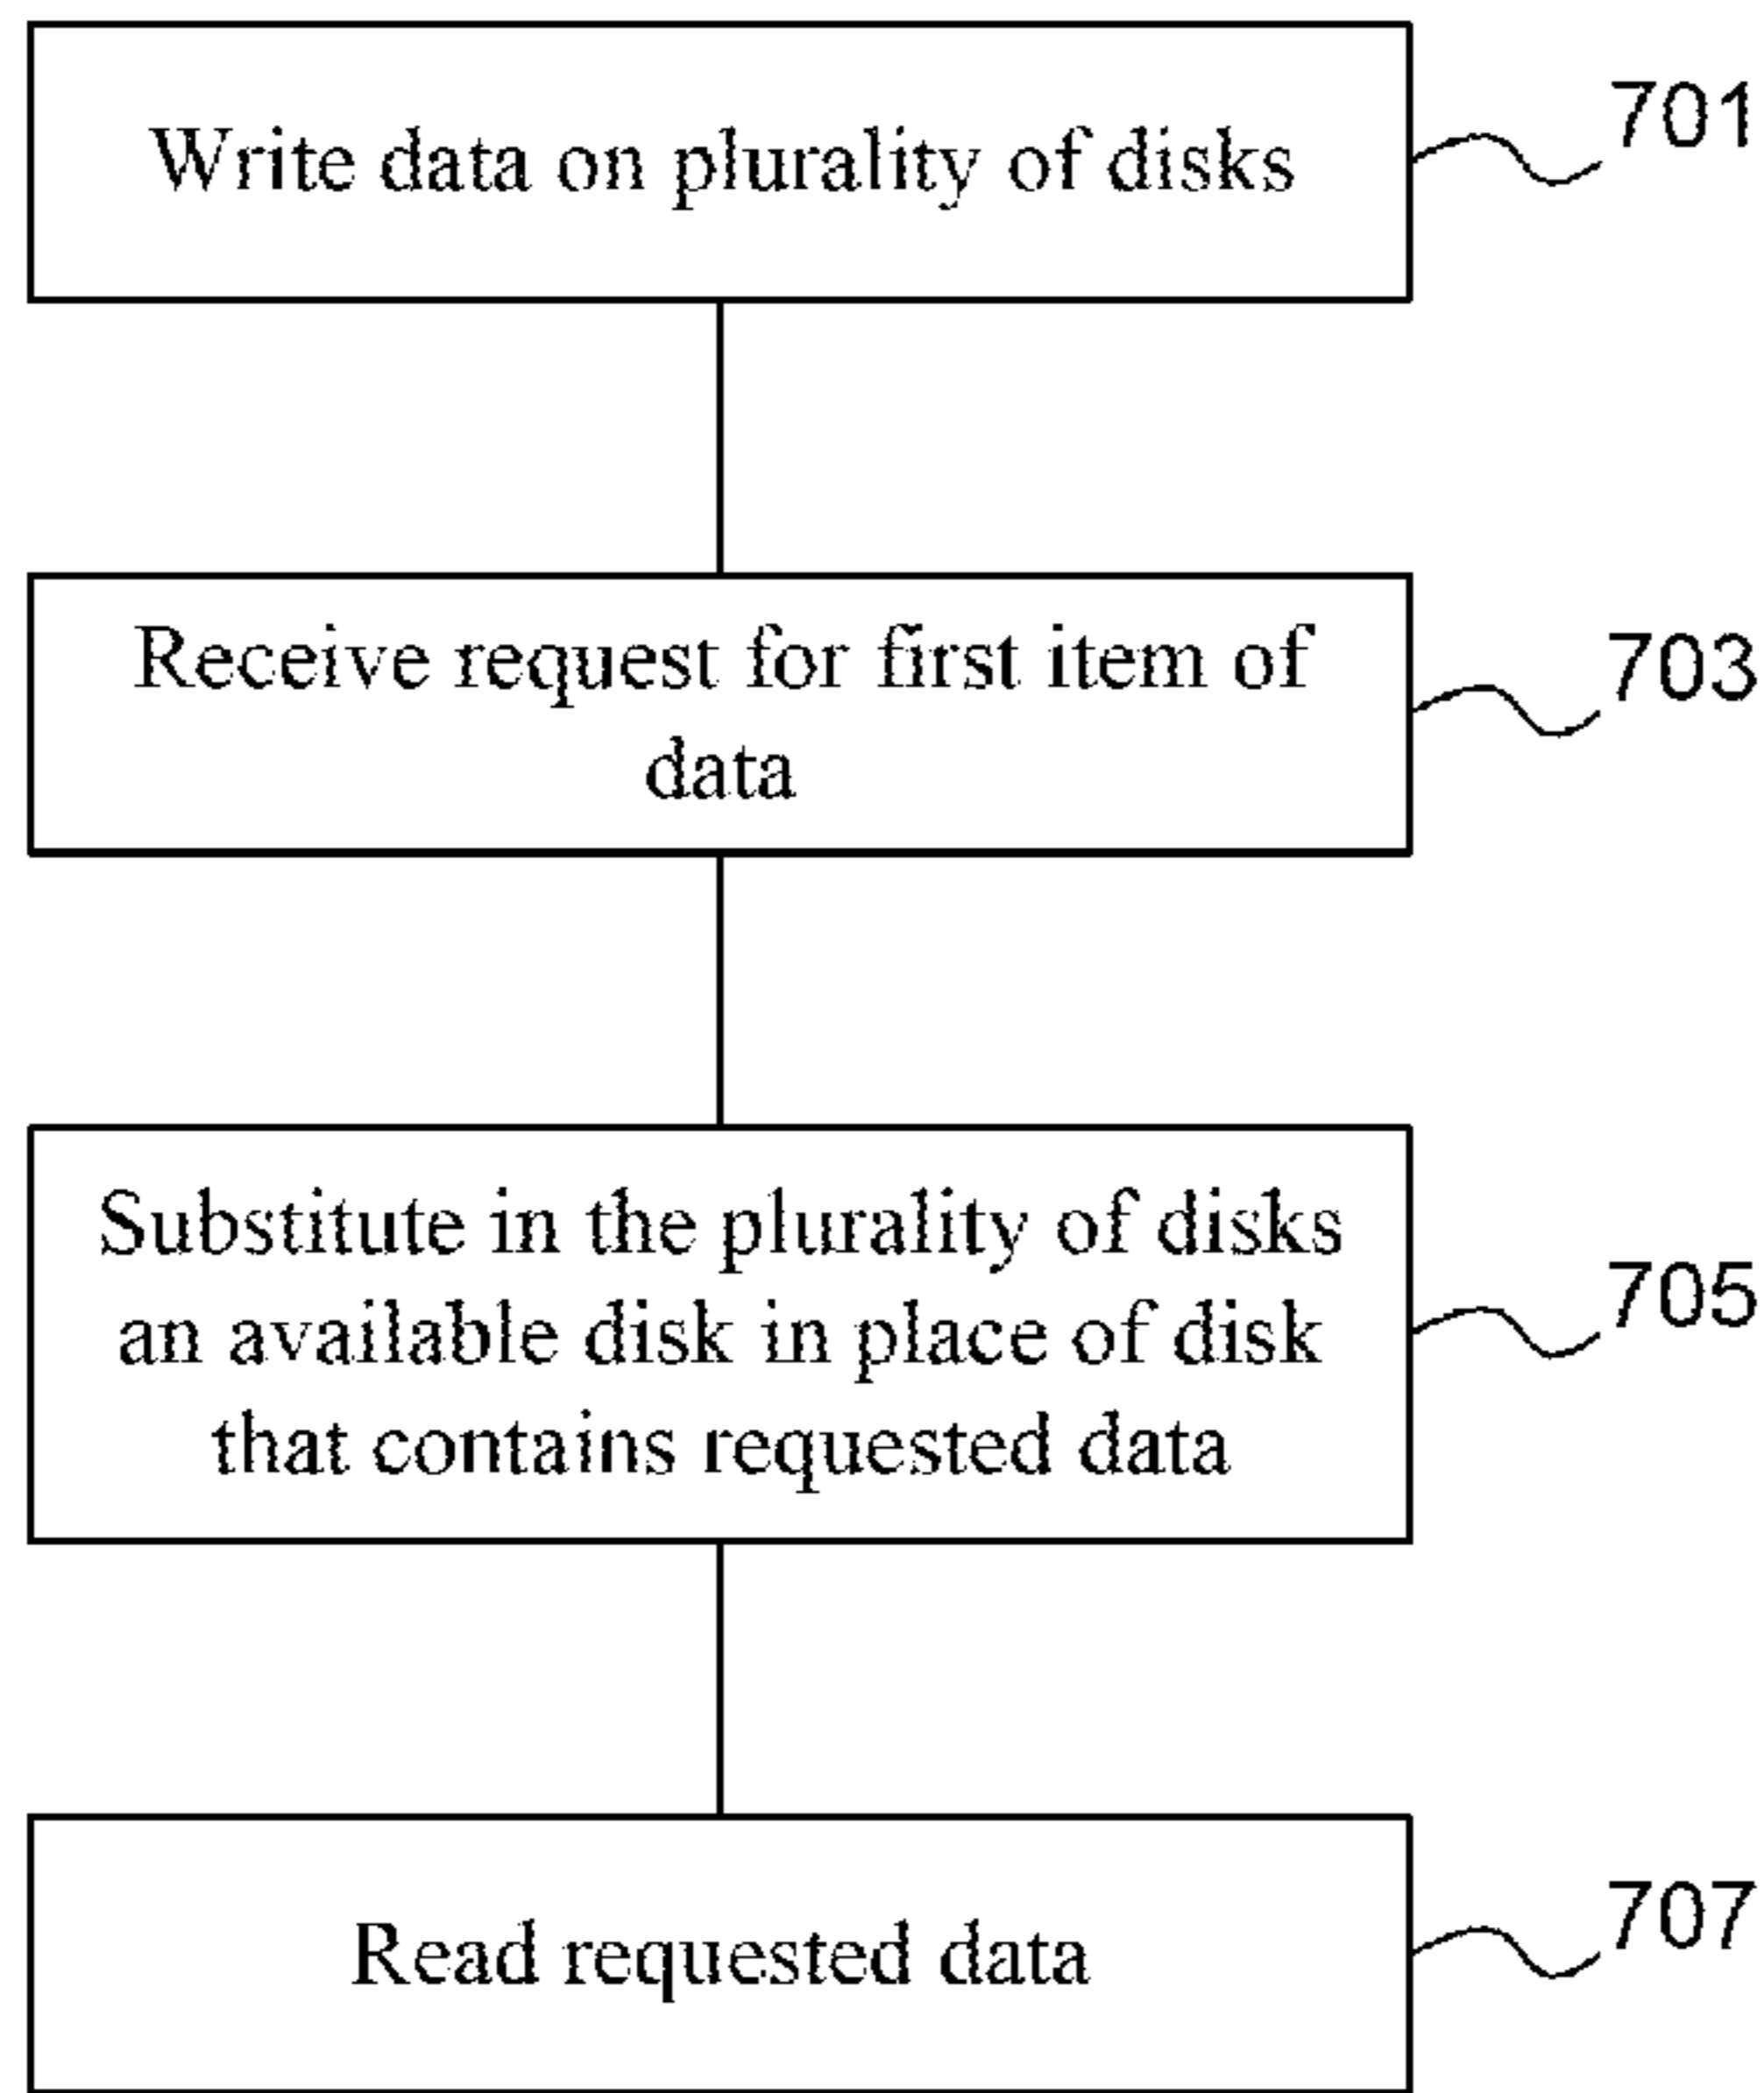 Write data on plurality of disks
701
Receive request for first item of
data
703
Substitute in the plurality of disks
an available disk in place of disk
that contains requested data
705
Read requested data
707